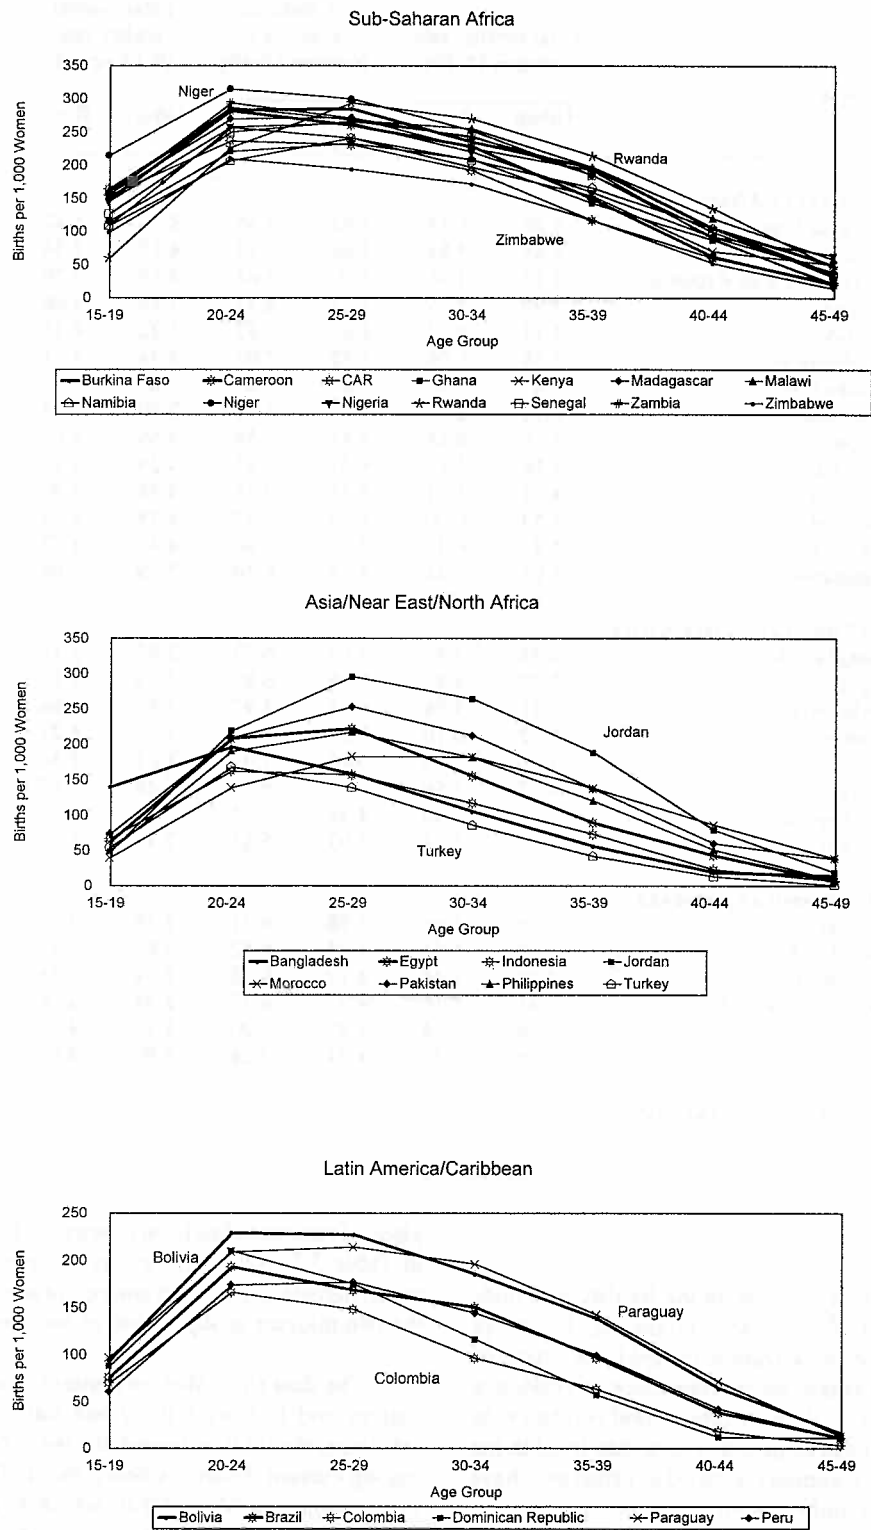 Sub-Saharan Africa
350
300
250
200
150
100
50
0
Births per 1,000 Women
Niger
Rwanda
Zimbabwe
15-19 20-24 25-29 30-34 35-39 40-44 45-49
Age Group
Burkina Faso Cameroon CAR Ghana Kenya Madagascar Malawi
Namibia Niger Nigeria Rwanda Senegal Zambia Zimbabwe
Asia/Near East/North Africa
350
300
250
200
150
100
50
0
Births per 1,000 Women
Jordan
Turkey
15-19 20-24 25-29 30-34 35-39 40-44 45-49
Age Group
Bangladesh Egypt Indonesia Jordan
Morocco Pakistan Philippines Turkey
Latin America/Caribbean
250
200
150
100
50
0
Births per 1,000 Women
Bolivia
Paraguay
Colombia
15-19 20-24 25-29 30-34 35-39 40-44 45-49
Age Group
Bolivia Brazil Colombia Dominican Republic Paraguay Peru